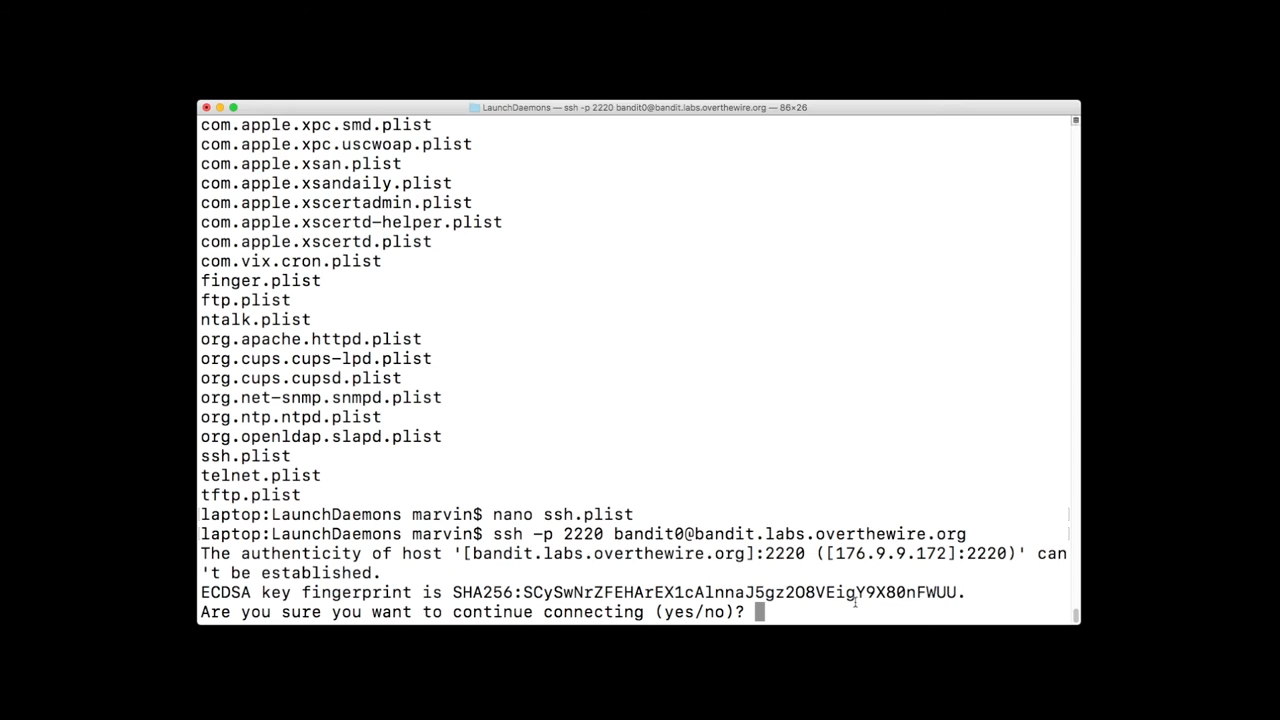 LaunchDaemons — ssh -p 2220 bandit0@bandit.labs.overthewire.org — 86×26
com.apple.xpc.smd.plist
com.apple.xpc.uscwoap.plist
com.apple.xsan.plist
com.apple.xsandaily.plist
com.apple.xscertadmin.plist
com.apple.xscertd-helper.plist
com.apple.xscertd.plist
com.vix.cron.plist
finger.plist
ftp.plist
ntalk.plist
org.apache.httpd.plist
org.cups.cups-lpd.plist
org.cups.cupsd.plist
org.net-snmp.snmpd.plist
org.ntp.ntpd.plist
org.openldap.slapd.plist
ssh.plist
telnet.plist
tftp.plist
laptop:LaunchDaemons marvin$ nano ssh.plist
laptop:LaunchDaemons marvin$ ssh -p 2220 bandit0@bandit.labs.overthewire.org
The authenticity of host '[bandit.labs.overthewire.org]:2220 ([176.9.9.172]:2220)' can
't be established.
ECDSA key fingerprint is SHA256:SCySwNrZFEHArEX1cAlnnaJ5gz2O8VEigY9X80nFWUU.
Are you sure you want to continue connecting (yes/no)?